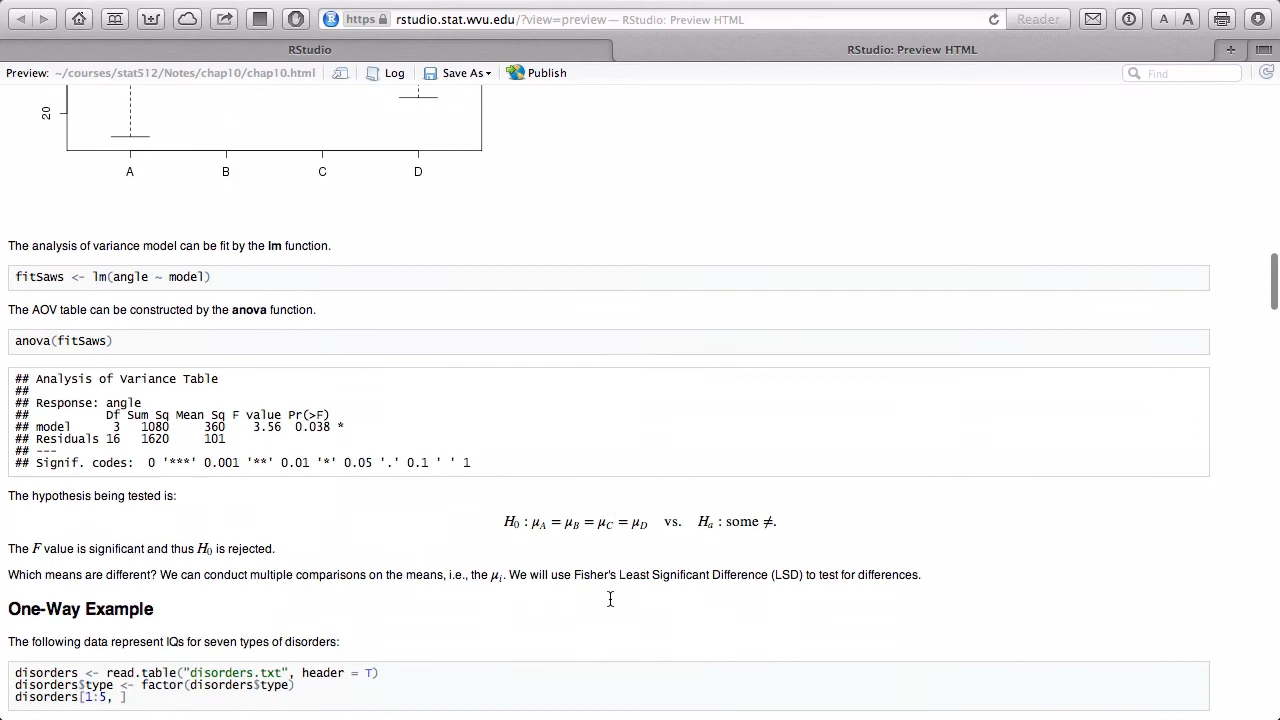 https rstudio.stat.wvu.edu/?view=preview — RStudio: Preview HTML Reader A A
RStudio RStudio: Preview HTML +
Preview: ~/courses/stat512/Notes/chap10/chap10.html Log Save As Publish Find
20
A B C D
The analysis of variance model can be fit by the lm function.
fitSaws <- lm(angle ~ model)
The AOV table can be constructed by the anova function.
anova(fitSaws)
## Analysis of Variance Table
##
## Response: angle
## Df Sum Sq Mean Sq F value Pr(>F)
## model 3 1080 360 3.56 0.038 *
## Residuals 16 1620 101
## ---
## Signif. codes: 0 '***' 0.001 '**' 0.01 '*' 0.05 '.' 0.1 ' ' 1
The hypothesis being tested is:
H₀ : μ_A = μ_B = μ_C = μ_D vs. Hₐ : some ≠.
The F value is significant and thus H₀ is rejected.
Which means are different? We can conduct multiple comparisons on the means, i.e., the μᵢ. We will use Fisher's Least Significant Difference (LSD) to test for differences.
One-Way Example
The following data represent IQs for seven types of disorders:
disorders <- read.table("disorders.txt", header = T)
disorders$type <- factor(disorders$type)
disorders[1:5, ]